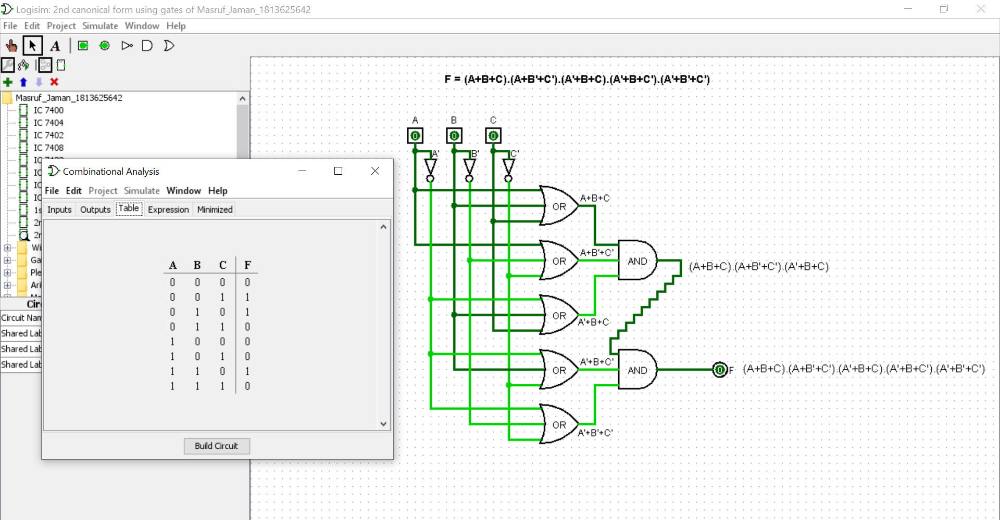 Logisim: 2nd canonical form using gates of Masruf_Jaman_1813625642
File Edit Project Simulate Window Help
A
Masruf_Jaman_1813625642
IC 7400
IC 7404
IC 7402
IC 7408
IC
IC
IC
1s
2n
2n
Wi
Ga
Ple
Ari
Circ
Circuit Nam
Shared Lab
Shared Lab
Shared Lab
Combinational Analysis
File Edit Project Simulate Window Help
Inputs Outputs Table Expression Minimized
A B C F
0 0 0 0
0 0 1 1
0 1 0 1
0 1 1 0
1 0 0 0
1 0 1 0
1 1 0 1
1 1 1 0
Build Circuit
F = (A+B+C).(A+B'+C').(A'+B+C).(A'+B+C').(A'+B'+C')
A B C
0 0 0
A' B' C'
OR A+B+C
OR A+B'+C'
AND (A+B+C).(A+B'+C').(A'+B+C)
OR A'+B+C
OR A'+B+C'
AND 0 F (A+B+C).(A+B'+C').(A'+B+C).(A'+B+C').(A'+B'+C')
OR A'+B'+C'